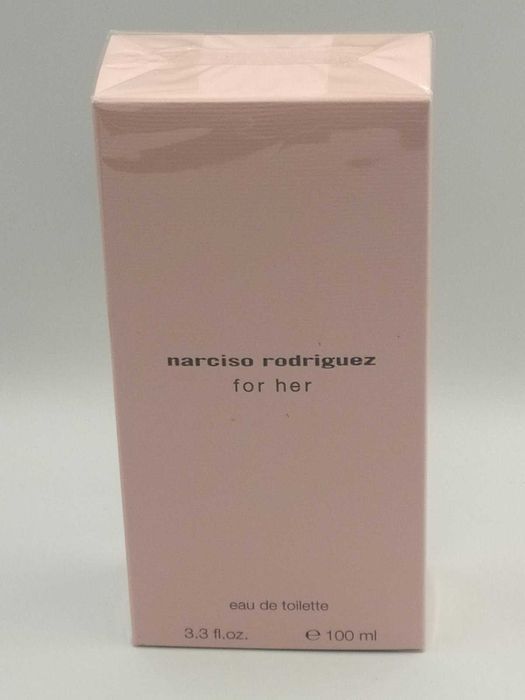 narciso rodriguez
for her
eau de toilette
3.3 fl.oz. ℮ 100 ml